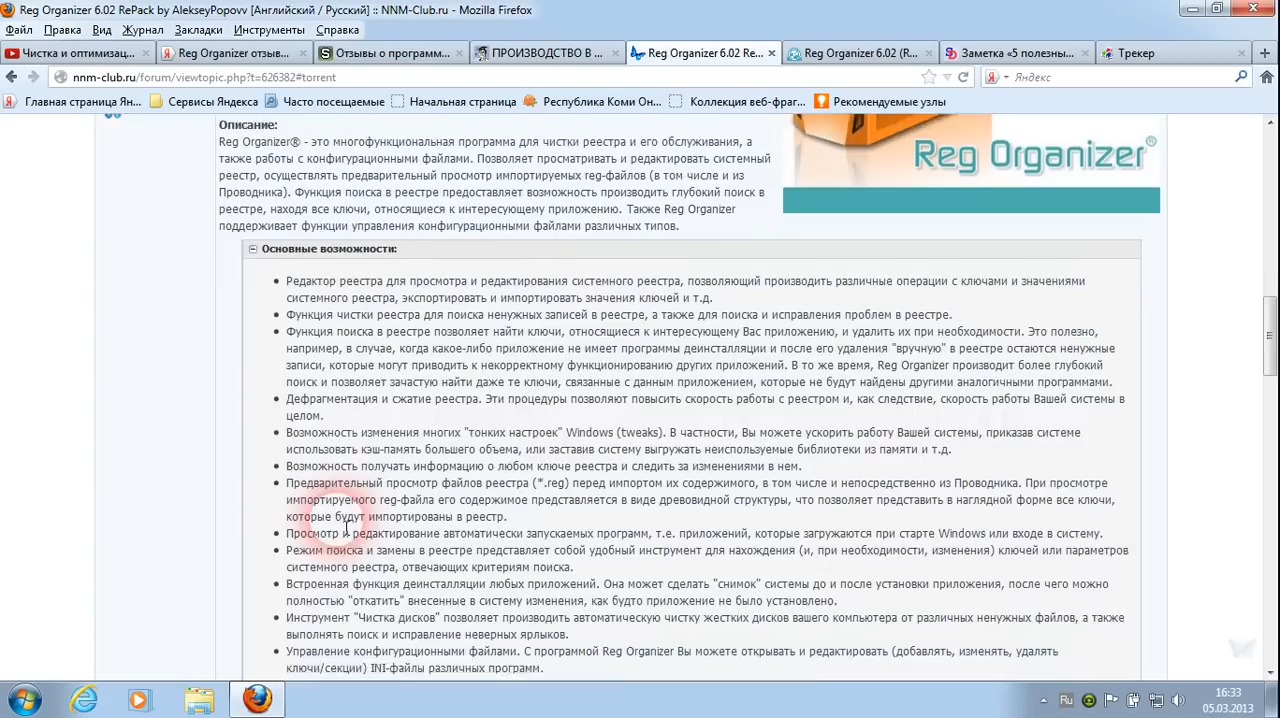 Reg Organizer 6.02 RePack by AlekseyPopovv [Английский / Русский] :: NNM-Club.ru - Mozilla Firefox
Файл Правка Вид Журнал Закладки Инструменты Справка
Чистка и оптимизац... Reg Organizer отзыв... Отзывы о программ... ПРОИЗВОДСТВО В ... Reg Organizer 6.02 Re... Reg Organizer 6.02 (R... Заметка «5 полезны... Трекер
nnm-club.ru/forum/viewtopic.php?t=626382#torrent Яндекс
Главная страница Ян... Сервисы Яндекса Часто посещаемые Начальная страница Республика Коми Он... Коллекция веб-фраг... Рекомендуемые узлы
Описание:
Reg Organizer® - это многофункциональная программа для чистки реестра и его обслуживания, а
также работы с конфигурационными файлами. Позволяет просматривать и редактировать системный
реестр, осуществлять предварительный просмотр импортируемых reg-файлов (в том числе и из
Проводника). Функция поиска в реестре предоставляет возможность производить глубокий поиск в
реестре, находя все ключи, относящиеся к интересующему приложению. Также Reg Organizer
поддерживает функции управления конфигурационными файлами различных типов.
Reg Organizer®
Основные возможности:
Редактор реестра для просмотра и редактирования системного реестра, позволяющий производить различные операции с ключами и значениями
системного реестра, экспортировать и импортировать значения ключей и т.д.
Функция чистки реестра для поиска ненужных записей в реестре, а также для поиска и исправления проблем в реестре.
Функция поиска в реестре позволяет найти ключи, относящиеся к интересующему Вас приложению, и удалить их при необходимости. Это полезно,
например, в случае, когда какое-либо приложение не имеет программы деинсталляции и после его удаления "вручную" в реестре остаются ненужные
записи, которые могут приводить к некорректному функционированию других приложений. В то же время, Reg Organizer производит более глубокий
поиск и позволяет зачастую найти даже те ключи, связанные с данным приложением, которые не будут найдены другими аналогичными программами.
Дефрагментация и сжатие реестра. Эти процедуры позволяют повысить скорость работы с реестром и, как следствие, скорость работы Вашей системы в
целом.
Возможность изменения многих "тонких настроек" Windows (tweaks). В частности, Вы можете ускорить работу Вашей системы, приказав системе
использовать кэш-память большего объема, или заставив систему выгружать неиспользуемые библиотеки из памяти и т.д.
Возможность получать информацию о любом ключе реестра и следить за изменениями в нем.
Предварительный просмотр файлов реестра (*.reg) перед импортом их содержимого, в том числе и непосредственно из Проводника. При просмотре
импортируемого reg-файла его содержимое представляется в виде древовидной структуры, что позволяет представить в наглядной форме все ключи,
которые будут импортированы в реестр.
Просмотр и редактирование автоматически запускаемых программ, т.е. приложений, которые загружаются при старте Windows или входе в систему.
Режим поиска и замены в реестре представляет собой удобный инструмент для нахождения (и, при необходимости, изменения) ключей или параметров
системного реестра, отвечающих критериям поиска.
Встроенная функция деинсталляции любых приложений. Она может сделать "снимок" системы до и после установки приложения, после чего можно
полностью "откатить" внесенные в систему изменения, как будто приложение не было установлено.
Инструмент "Чистка дисков" позволяет производить автоматическую чистку жестких дисков вашего компьютера от различных ненужных файлов, а также
выполнять поиск и исправление неверных ярлыков.
Управление конфигурационными файлами. С программой Reg Organizer Вы можете открывать и редактировать (добавлять, изменять, удалять
ключи/секции) INI-файлы различных программ.
Ru
16:33
05.03.2013